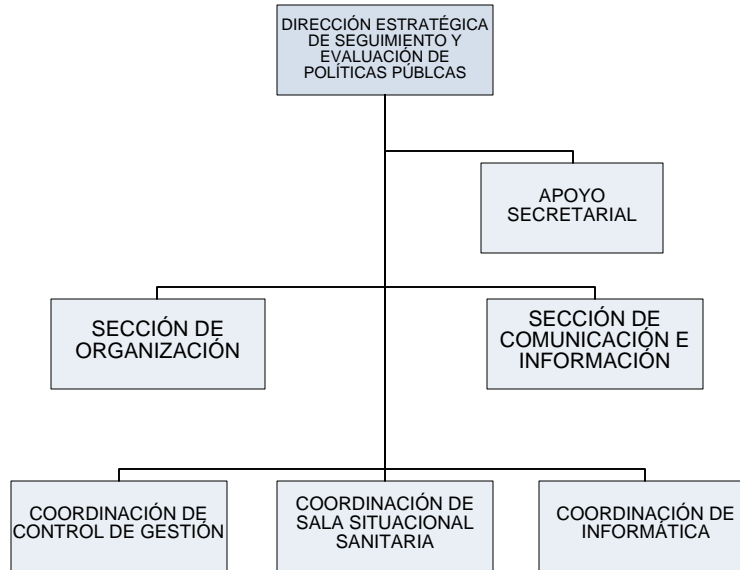 DIRECCIÓN ESTRATÉGICA
DE SEGUIMIENTO Y
EVALUACIÓN DE
POLÍTICAS PÚBLCAS
APOYO
SECRETARIAL
SECCIÓN DE
ORGANIZACIÓN
SECCIÓN DE
COMUNICACIÓN E
INFORMACIÓN
COORDINACIÓN DE
CONTROL DE GESTIÓN
COORDINACIÓN DE
SALA SITUACIONAL
SANITARIA
COORDINACIÓN DE
INFORMÁTICA